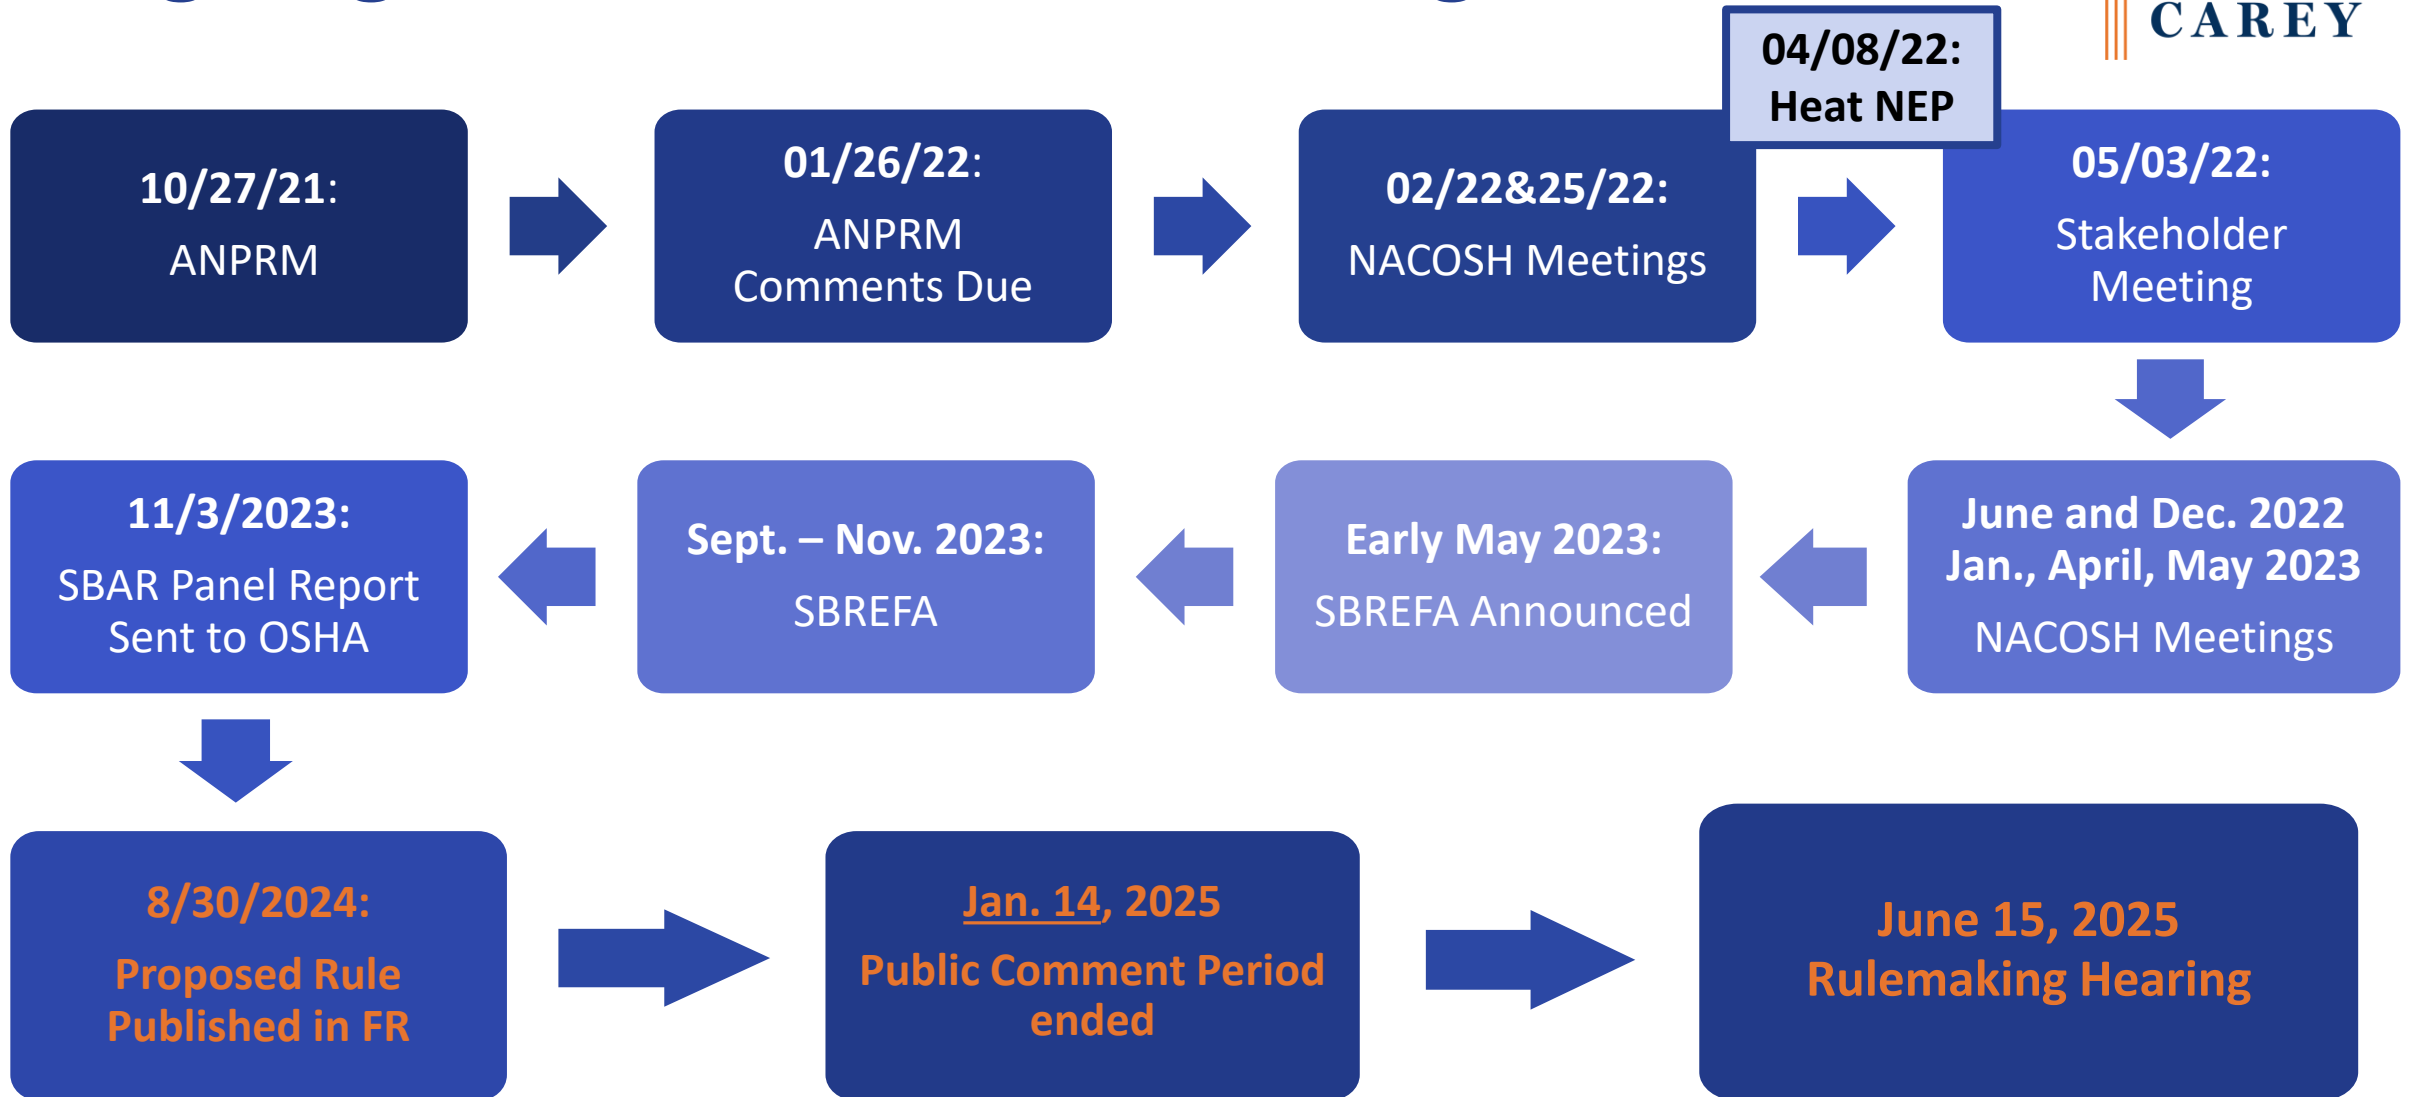 CAREY
04/08/22:
Heat NEP
10/27/21:
ANPRM
01/26/22:
ANPRM
Comments Due
02/22&25/22:
NACOSH Meetings
05/03/22:
Stakeholder
Meeting
11/3/2023:
SBAR Panel Report
Sent to OSHA
Sept. – Nov. 2023:
SBREFA
Early May 2023:
SBREFA Announced
June and Dec. 2022
Jan., April, May 2023
NACOSH Meetings
8/30/2024:
Proposed Rule
Published in FR
Jan. 14, 2025
Public Comment Period
ended
June 15, 2025
Rulemaking Hearing